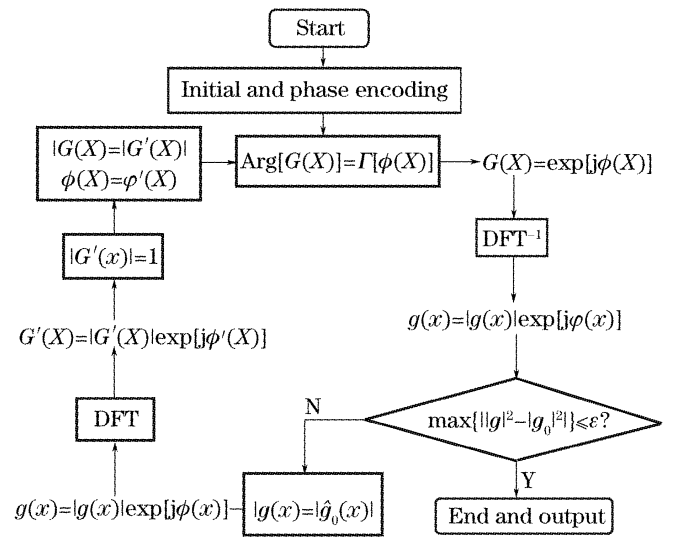 Start
Initial and phase encoding
|G(X)=|G′(X)|
ϕ(X)=φ′(X)
Arg[G(X)]=Γ[ϕ(X)]
G(X)=exp[jϕ(X)]
DFT⁻¹
g(x)=|g(x)|exp[jφ(x)]
max{||g|²−|g₀|²|}⩽ε?
N
Y
End and output
|g(x)=|ĝ₀(x)|
g(x)=|g(x)|exp[jϕ(x)]
DFT
G′(X)=|G′(X)|exp[jϕ′(X)]
|G′(x)|=1